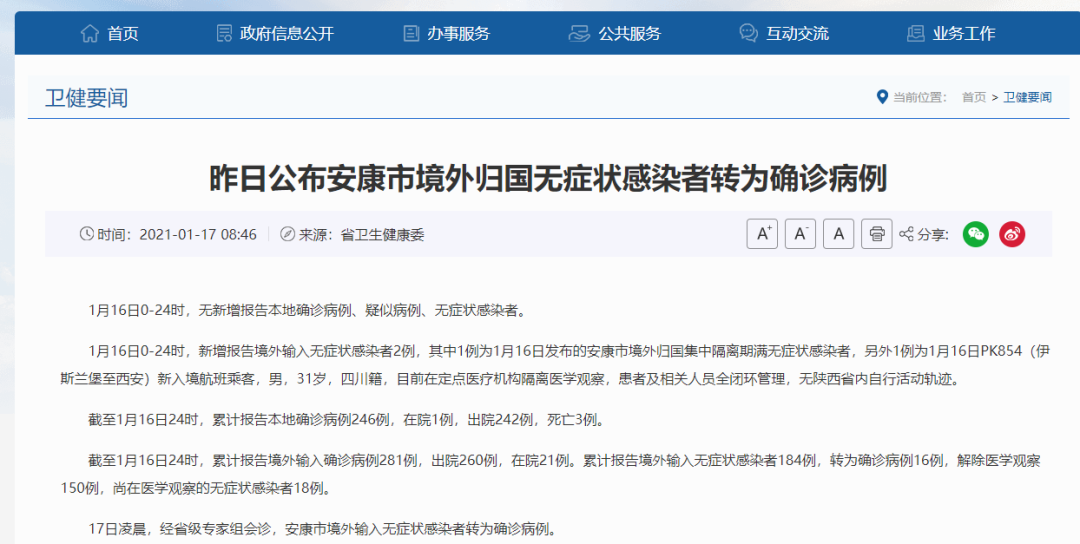 首页 政府信息公开 办事服务 公共服务 互动交流 业务工作
卫健要闻 当前位置: 首页 > 卫健要闻
昨日公布安康市境外归国无症状感染者转为确诊病例
时间：2021-01-17 08:46 来源：省卫生健康委 A+ A- A 分享:
1月16日0-24时，无新增报告本地确诊病例、疑似病例、无症状感染者。
1月16日0-24时，新增报告境外输入无症状感染者2例，其中1例为1月16日发布的安康市境外归国集中隔离期满无症状感染者，另外1例为1月16日PK854（伊
斯兰堡至西安）新入境航班乘客，男，31岁，四川籍，目前在定点医疗机构隔离医学观察，患者及相关人员全闭环管理，无陕西省内自行活动轨迹。
截至1月16日24时，累计报告本地确诊病例246例，在院1例，出院242例，死亡3例。
截至1月16日24时，累计报告境外输入确诊病例281例，出院260例，在院21例。累计报告境外输入无症状感染者184例，转为确诊病例16例，解除医学观察
150例，尚在医学观察的无症状感染者18例。
17日凌晨，经省级专家组会诊，安康市境外输入无症状感染者转为确诊病例。